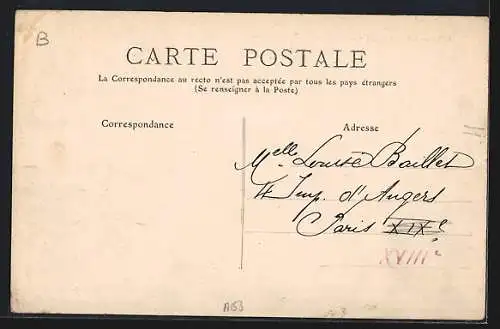 B
CARTE POSTALE
La Correspondance au recto n'est pas acceptée par tous les pays étrangers
(Se renseigner à la Poste)
Correspondance
Adresse
Melle Louise Baillet
4 Imp. d'Angers
Paris XIXe
XVIIIe
A153